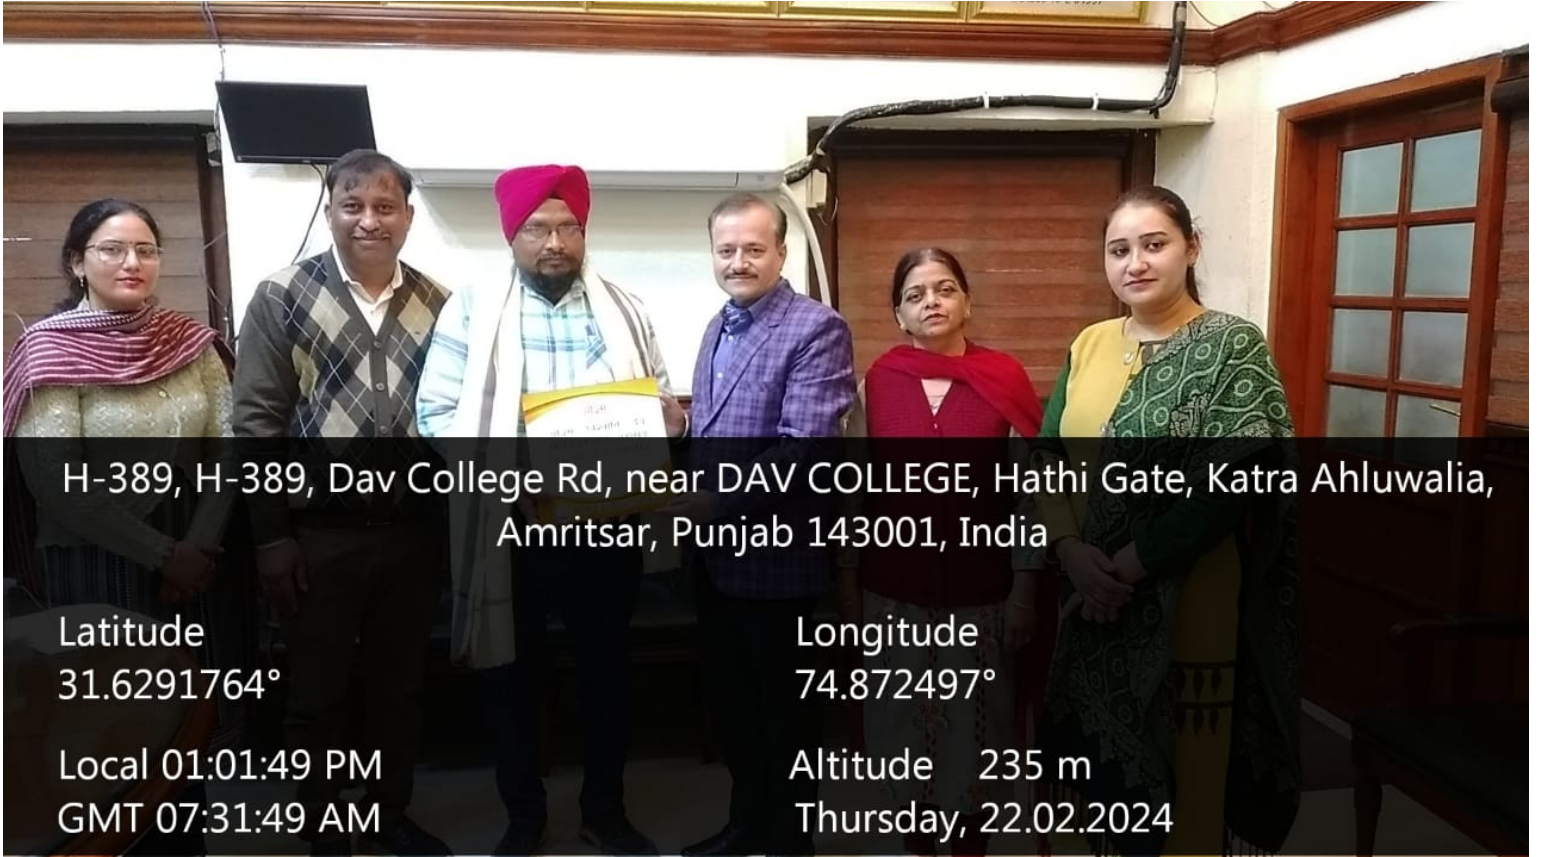 H-389, H-389, Dav College Rd, near DAV COLLEGE, Hathi Gate, Katra Ahluwalia,
Amritsar, Punjab 143001, India
Latitude
31.6291764°
Longitude
74.872497°
Local 01:01:49 PM
GMT 07:31:49 AM
Altitude 235 m
Thursday, 22.02.2024